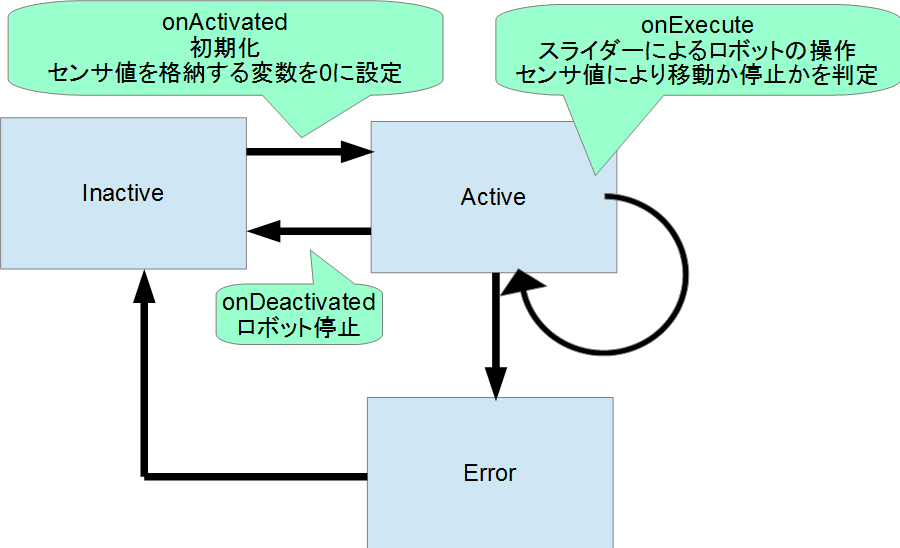 onActivated
初期化
センサ値を格納する変数を0に設定
onExecute
スライダーによるロボットの操作
センサ値により移動か停止かを判定
Inactive
Active
onDeactivated
ロボット停止
Error